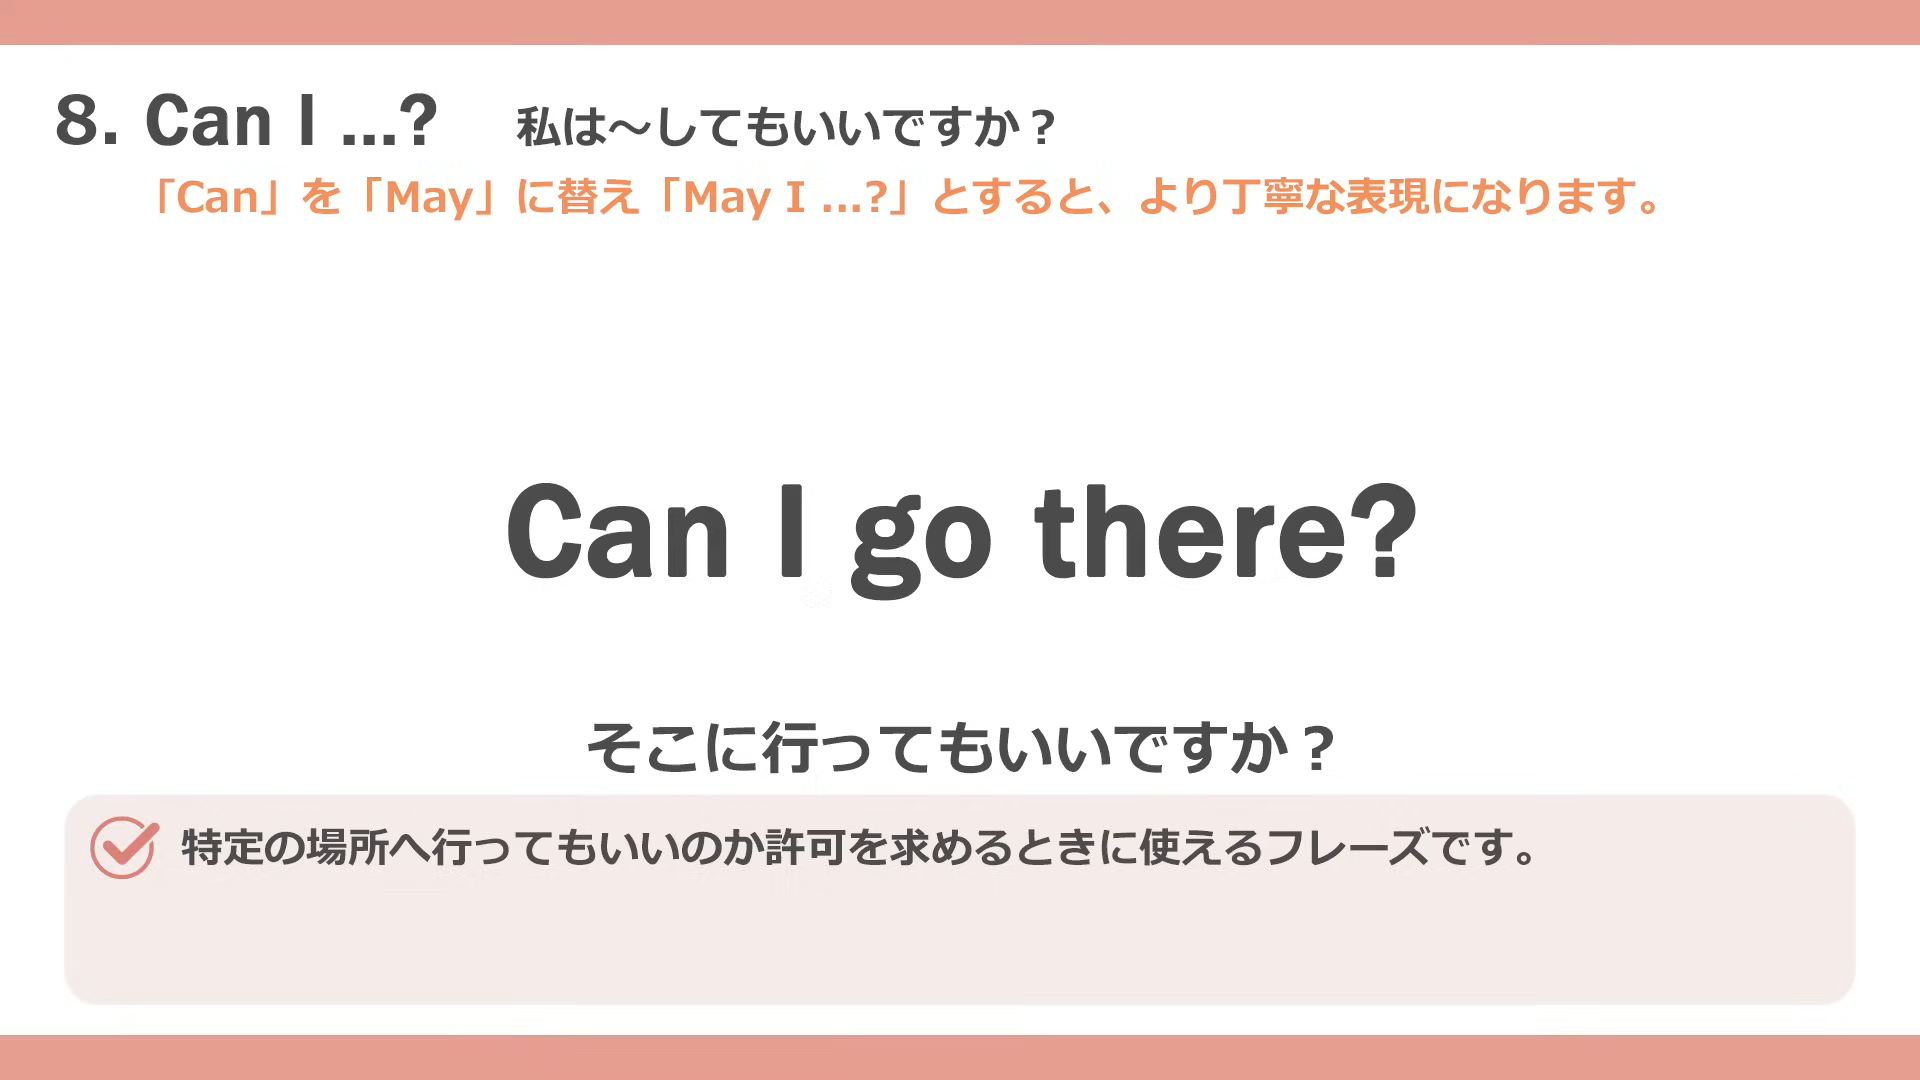 8. Can I ...? 私は～してもいいですか？
「Can」を「May」に替え「May I ...?」とすると、より丁寧な表現になります。
Can I go there?
そこに行ってもいいですか？
特定の場所へ行ってもいいのか許可を求めるときに使えるフレーズです。